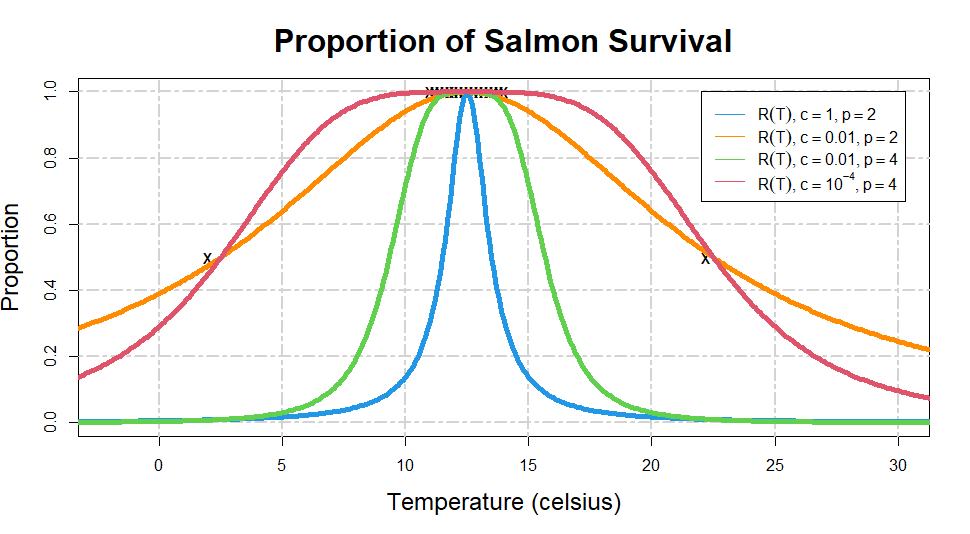 Proportion of Salmon Survival
Proportion
1.0
0.8
0.6
0.4
0.2
0.0
R(T), c = 1, p = 2
R(T), c = 0.01, p = 2
R(T), c = 0.01, p = 4
R(T), c = 10⁻⁴, p = 4
0 5 10 15 20 25 30
Temperature (celsius)